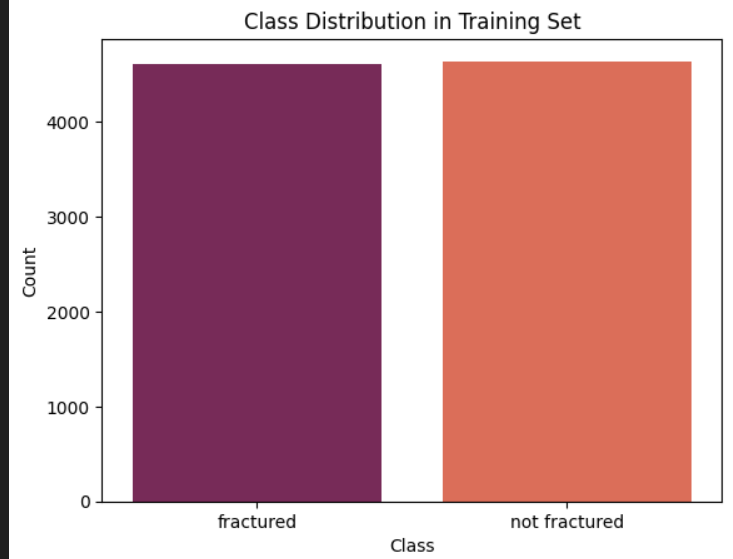 Class Distribution in Training Set
Count
4000
3000
2000
1000
0
fractured not fractured
Class